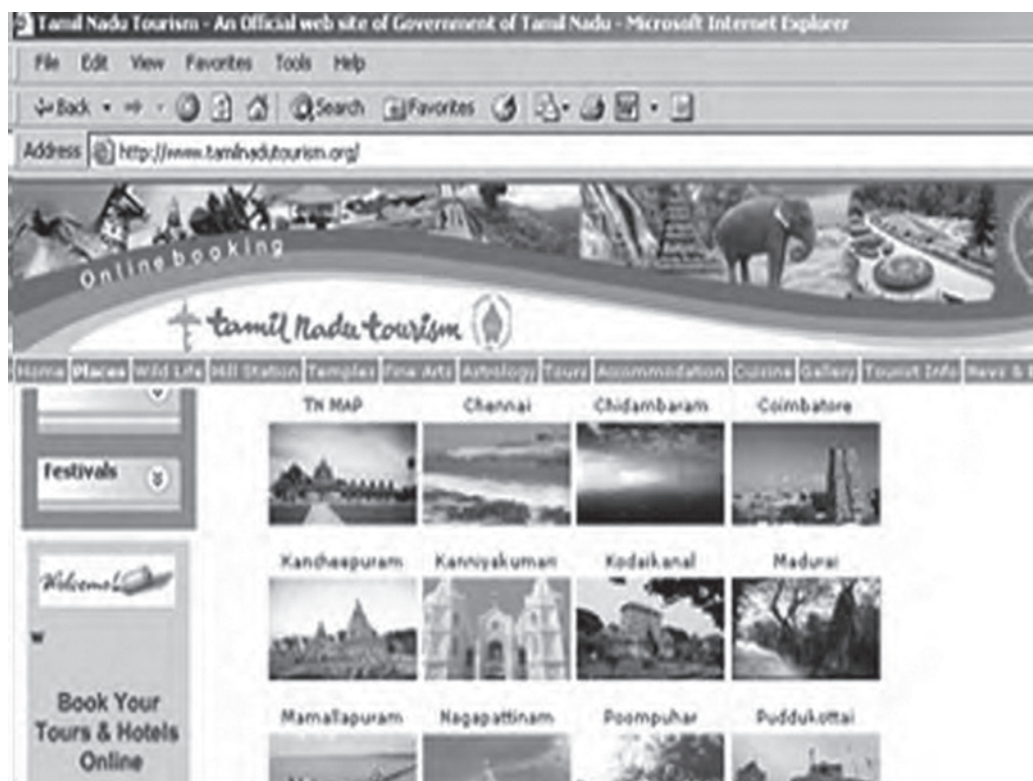 Tamil Nadu Tourism - An Official web site of Government of Tamil Nadu - Microsoft Internet Explorer
File Edit View Favorites Tools Help
Back Search Favorites
Address http://www.tamilnadutourism.org/
Online booking
tamil nadu tourism
Home Places Wild Life Hill Station Temples Fine Arts Astrology Tours Accommodation Cuisine Gallery Tourist Info News &
TN MAP Chennai Chidambaram Coimbatore
Festivals
Kancheepuram Kanniyakumari Kodaikanal Madurai
Welcome!
W
Book Your
Tours & Hotels
Online
Mamallapuram Nagapattinam Poompuhar Puddukottai